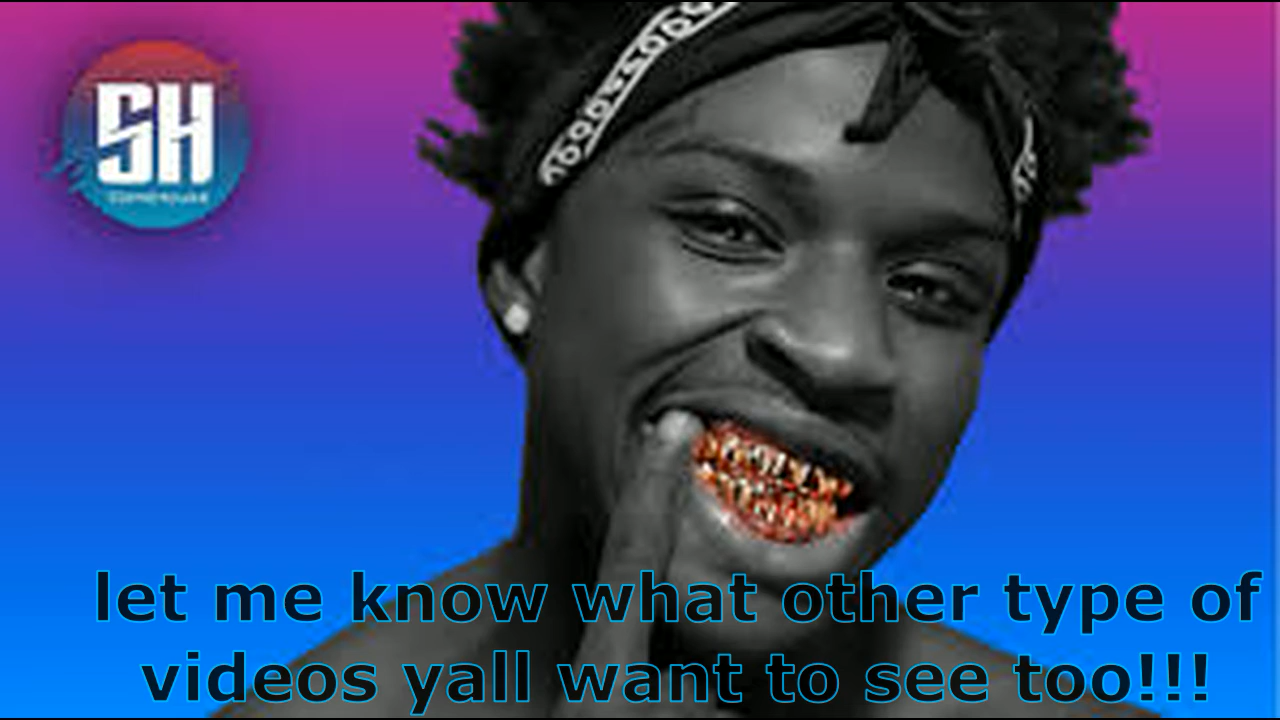 SH
let me know what other type of
videos yall want to see too!!!